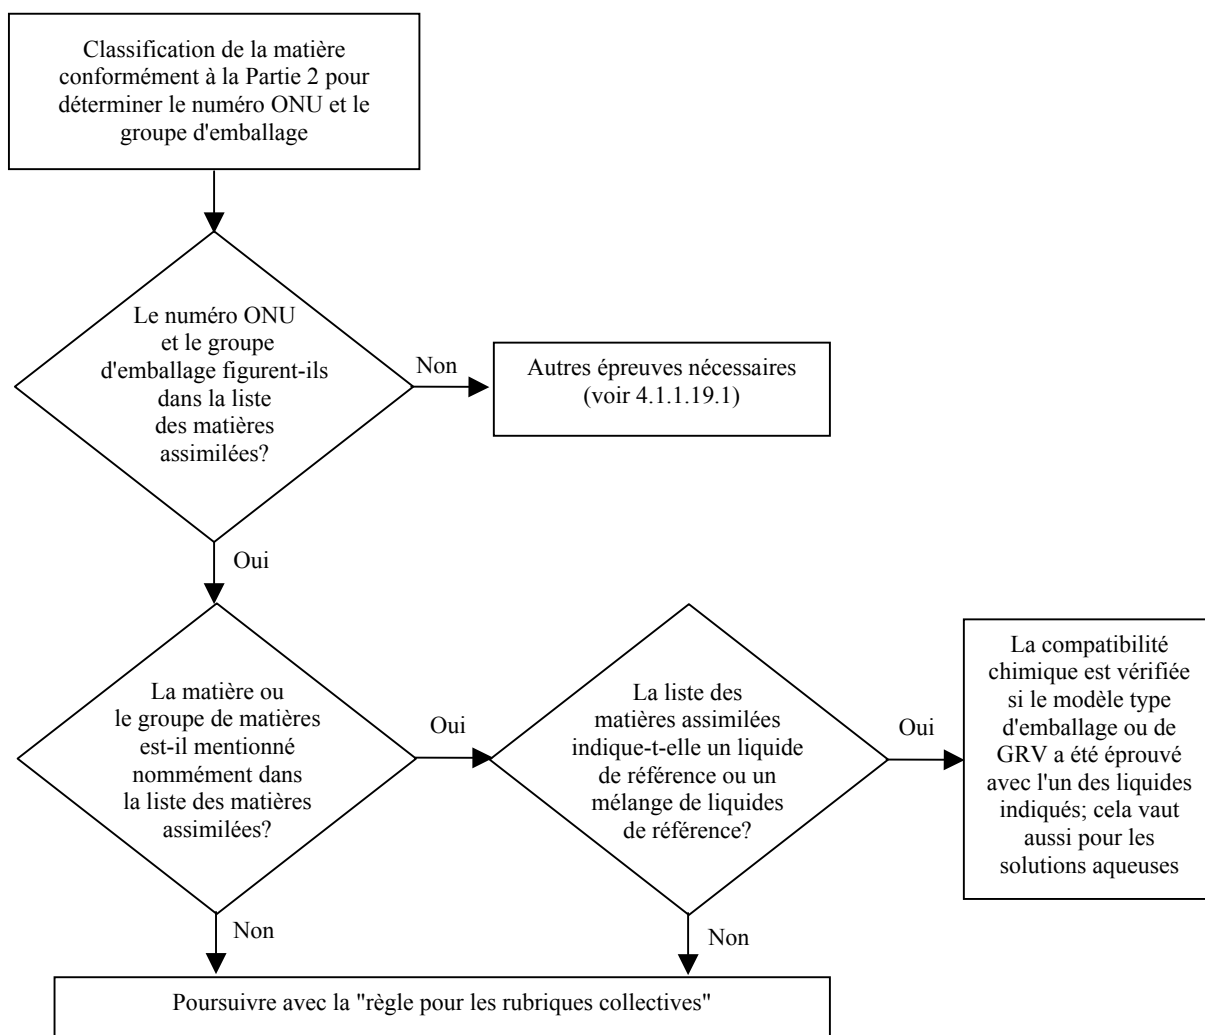 Classification de la matière
conformément à la Partie 2 pour
déterminer le numéro ONU et le
groupe d'emballage
Le numéro ONU
et le groupe
d'emballage figurent-ils
dans la liste
des matières
assimilées?
Non
Autres épreuves nécessaires
(voir 4.1.1.19.1)
Oui
La matière ou
le groupe de matières
est-il mentionné
nommément dans
la liste des matières
assimilées?
Oui
La liste des
matières assimilées
indique-t-elle un liquide
de référence ou un
mélange de liquides
de référence?
Oui
La compatibilité
chimique est vérifiée
si le modèle type
d'emballage ou de
GRV a été éprouvé
avec l'un des liquides
indiqués; cela vaut
aussi pour les
solutions aqueuses
Non
Non
Poursuivre avec la "règle pour les rubriques collectives"